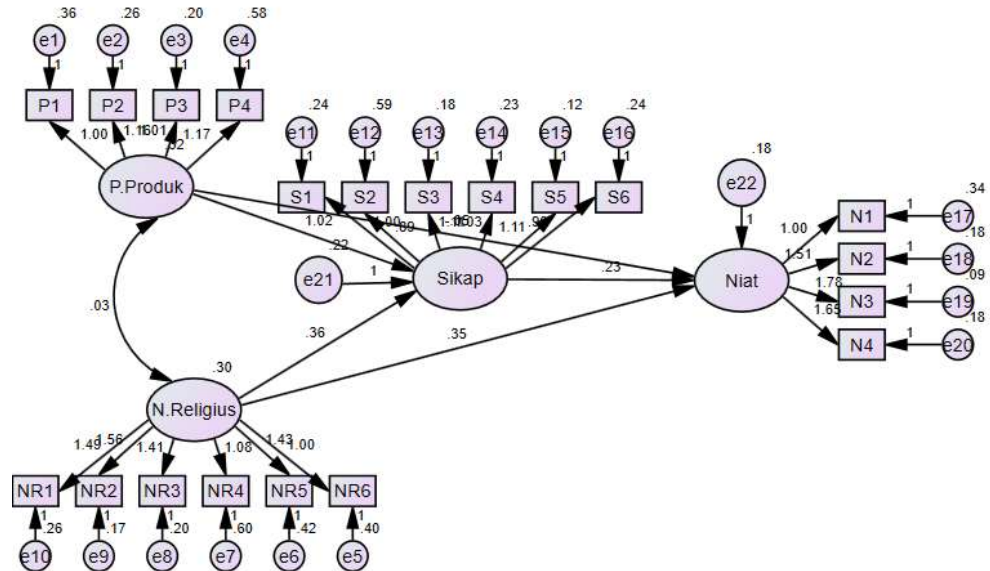 .36 .26 .20 .58
e1 e2 e3 e4
1 1 1 1
P1 P2 P3 P4
1.00 1.16 1.01 1.17
P.Produk
.24 .59 .18 .23 .12 .24
e11 e12 e13 e14 e15 e16
1 1 1 1 1 1
S1 S2 S3 S4 S5 S6
1.02 1.00 .89 1.03 1.11
.22
e21
1
Sikap
.18
e22
1
Niat
.23
.34
1.00 N1 1 e17
.18
1.51 N2 1 e18
.09
1.78 N3 1 e19
.18
1.65 N4 1 e20
.03
.36
.35
.30
N.Religius
1.49 1.56 1.41 1.08 1.43 1.00
NR1 NR2 NR3 NR4 NR5 NR6
1 1 1 1 1 1
.26 .17 .20 .60 .42 .40
e10 e9 e8 e7 e6 e5